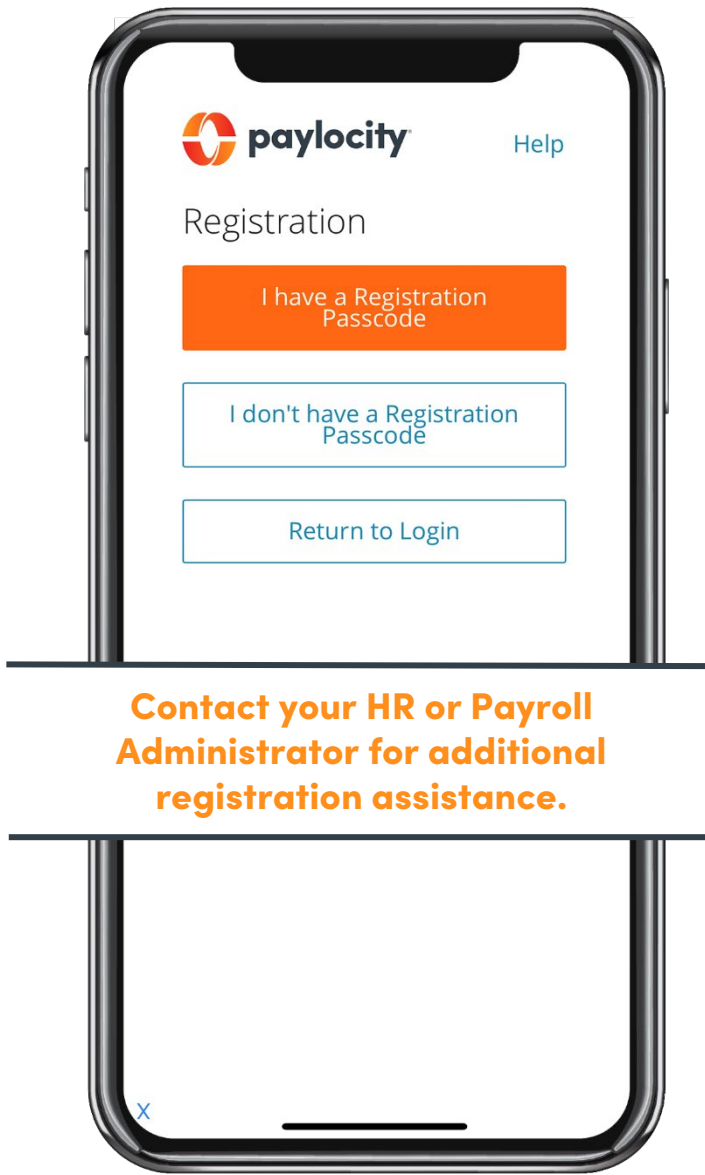 paylocity
Help
Registration
I have a Registration
Passcode
I don't have a Registration
Passcode
Return to Login
Contact your HR or Payroll
Administrator for additional
registration assistance.
X